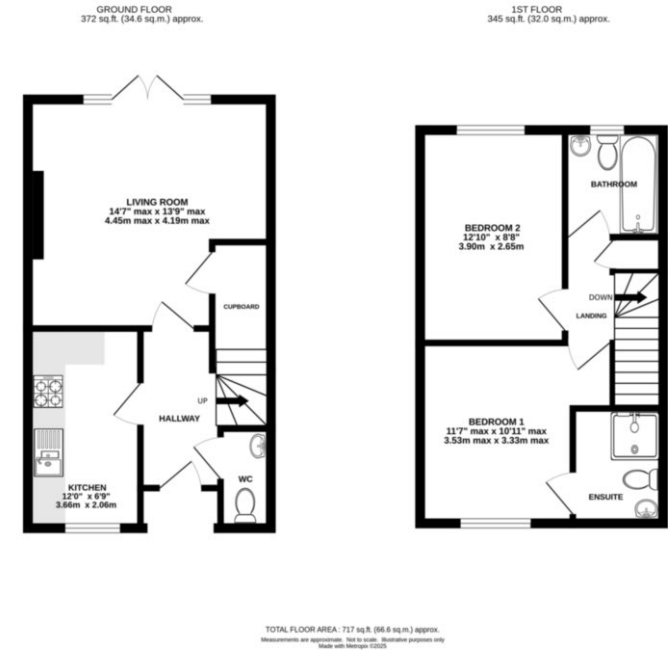 GROUND FLOOR
372 sq.ft. (34.6 sq.m.) approx.
1ST FLOOR
345 sq.ft. (32.0 sq.m.) approx.
LIVING ROOM
14'7" max x 13'9" max
4.45m max x 4.19m max
CUPBOARD
UP
HALLWAY
KITCHEN
12'0" x 6'9"
3.66m x 2.06m
WC
BATHROOM
BEDROOM 2
12'10" x 8'8"
3.90m x 2.65m
DOWN
LANDING
BEDROOM 1
11'7" max x 10'11" max
3.53m max x 3.33m max
ENSUITE
TOTAL FLOOR AREA : 717 sq.ft. (66.6 sq.m.) approx.
Measurements are approximate. Not to scale. Illustrative purposes only
Made with Metropix ©2025